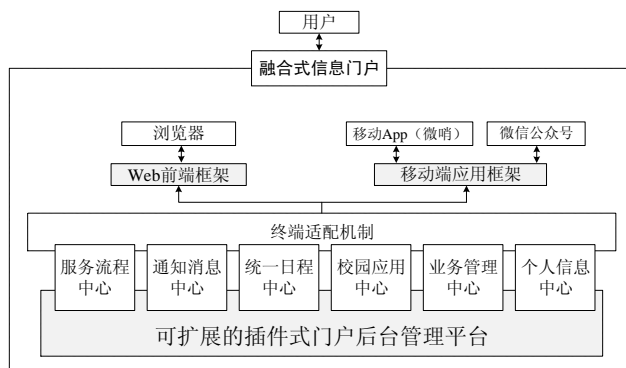 用户
融合式信息门户
浏览器
移动App（微哨）
微信公众号
Web前端框架
移动端应用框架
终端适配机制
服务流程
中心
通知消息
中心
统一日程
中心
校园应用
中心
业务管理
中心
个人信息
中心
可扩展的插件式门户后台管理平台